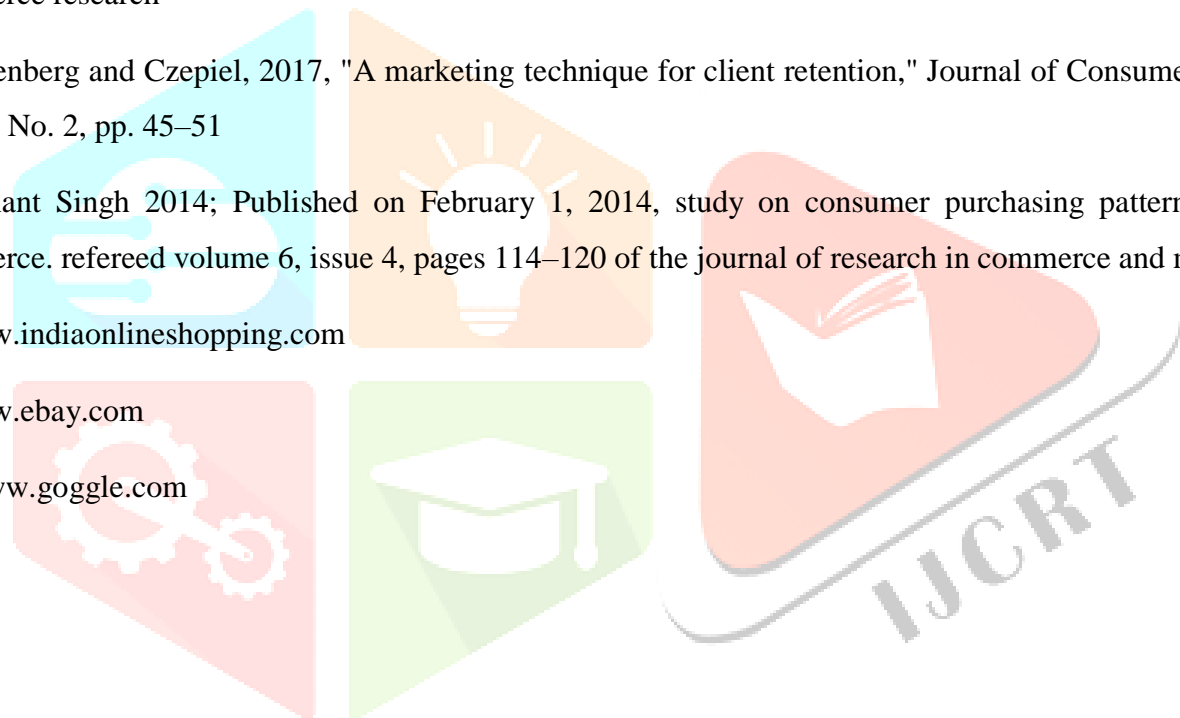 erce research
enberg and Czepiel, 2017, "A marketing technique for client retention," Journal of Consume
No. 2, pp. 45–51
ant Singh 2014; Published on February 1, 2014, study on consumer purchasing pattern
erce. refereed volume 6, issue 4, pages 114–120 of the journal of research in commerce and
w.indiaonlineshopping.com
w.ebay.com
ww.goggle.com
IJCRT